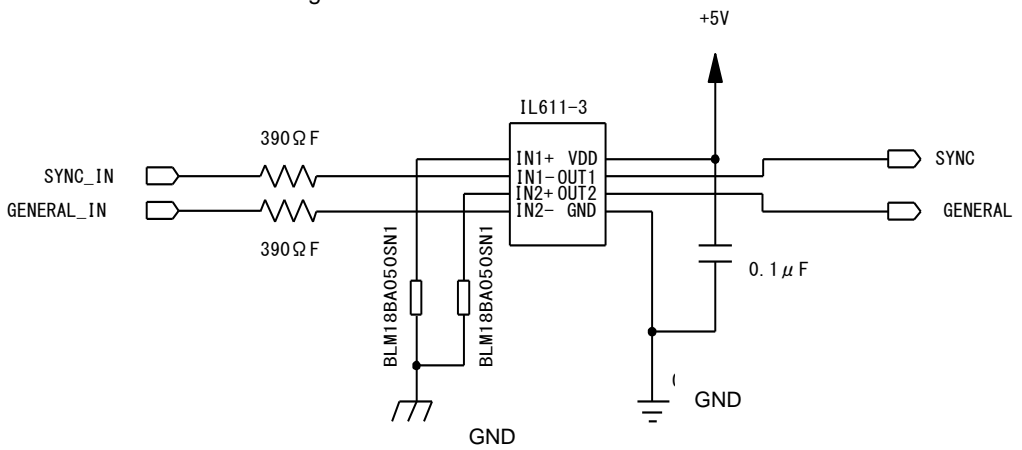 +5V
IL611-3
390ΩF
IN1+ VDD
SYNC_IN
IN1-OUT1
SYNC
IN2+OUT2
GENERAL_IN
IN2- GND
GENERAL
390ΩF
BLM18BA050SN1
BLM18BA050SN1
0.1μF
GND
GND